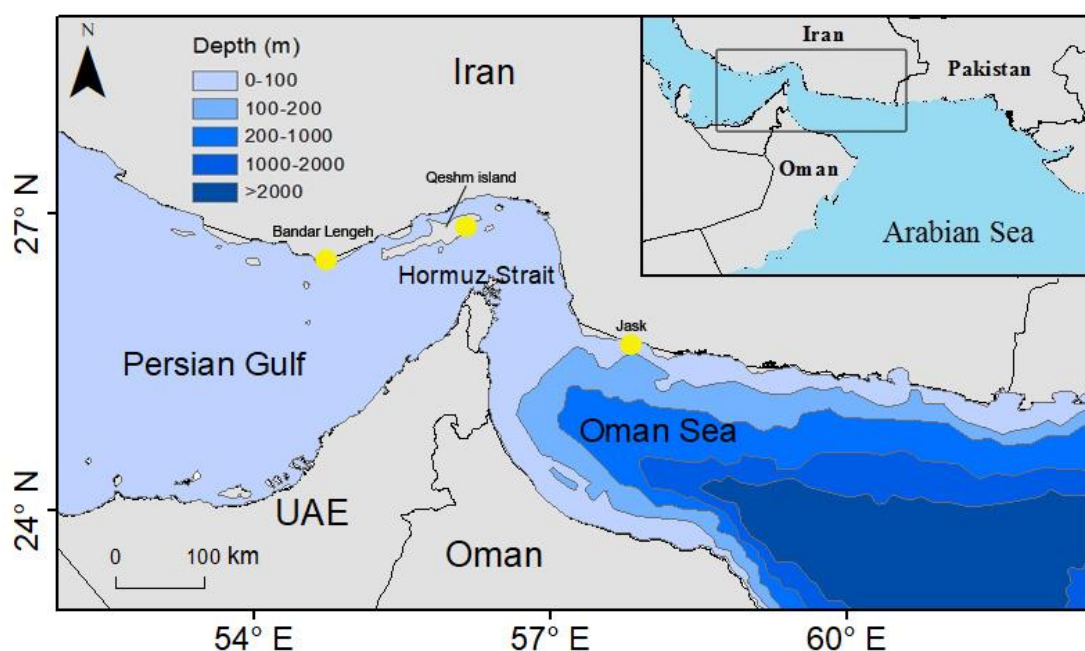 N
Depth (m)
0-100
100-200
200-1000
1000-2000
>2000
Iran
Qeshm island
Bandar Lengeh
Hormuz Strait
Jask
Persian Gulf
Oman Sea
UAE
Oman
0 100 km
27° N
24° N
54° E
57° E
60° E
Iran
Pakistan
Oman
Arabian Sea